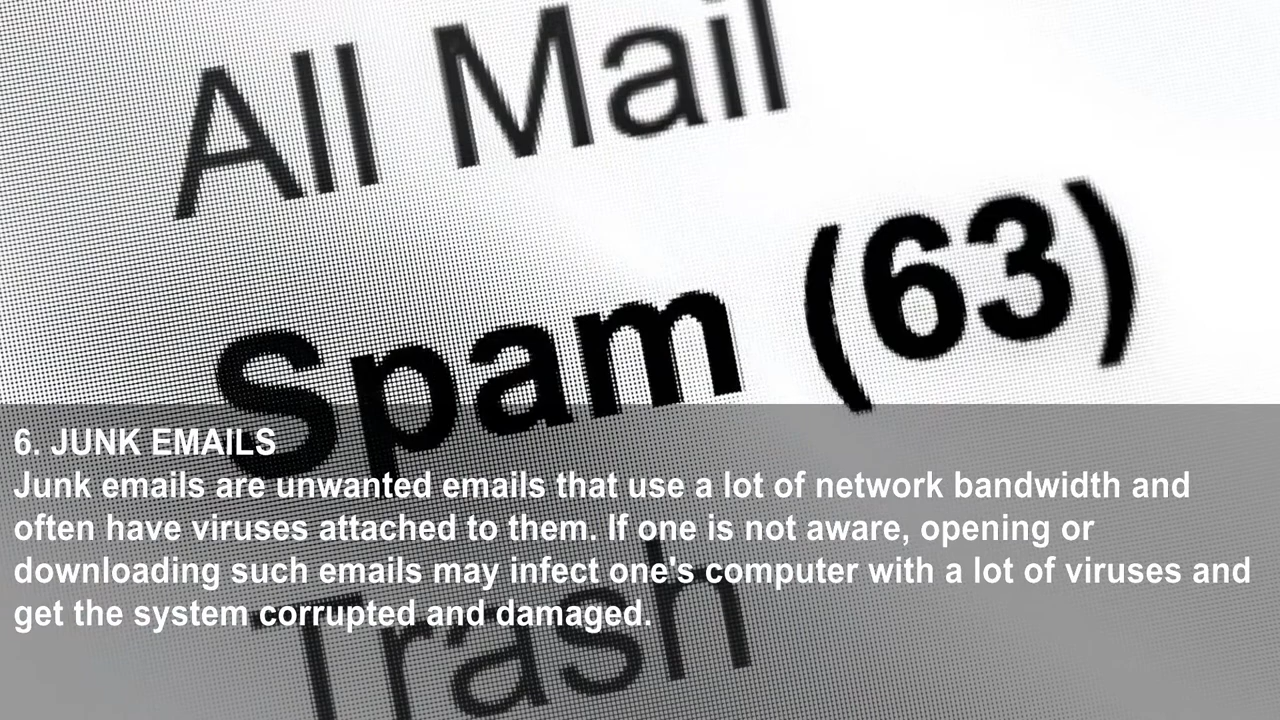 All Mail
Spam (63)
6. JUNK EMAILS
Junk emails are unwanted emails that use a lot of network bandwidth and
often have viruses attached to them. If one is not aware, opening or
downloading such emails may infect one's computer with a lot of viruses and
get the system corrupted and damaged.
Trash